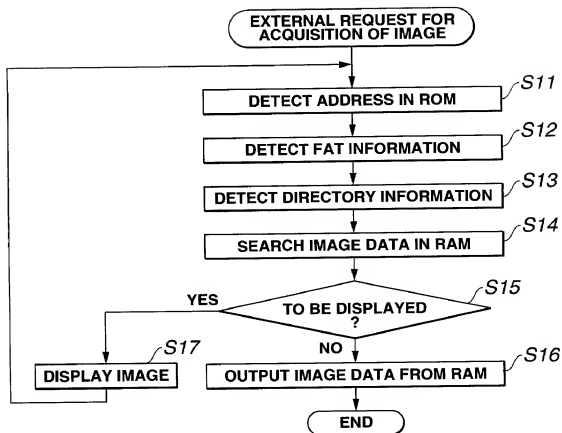 EXTERNAL REQUEST FOR
ACQUISITION OF IMAGE
S11
DETECT ADDRESS IN ROM
S12
DETECT FAT INFORMATION
S13
DETECT DIRECTORY INFORMATION
S14
SEARCH IMAGE DATA IN RAM
S15
YES
TO BE DISPLAYED
?
S17
NO
S16
DISPLAY IMAGE
OUTPUT IMAGE DATA FROM RAM
END